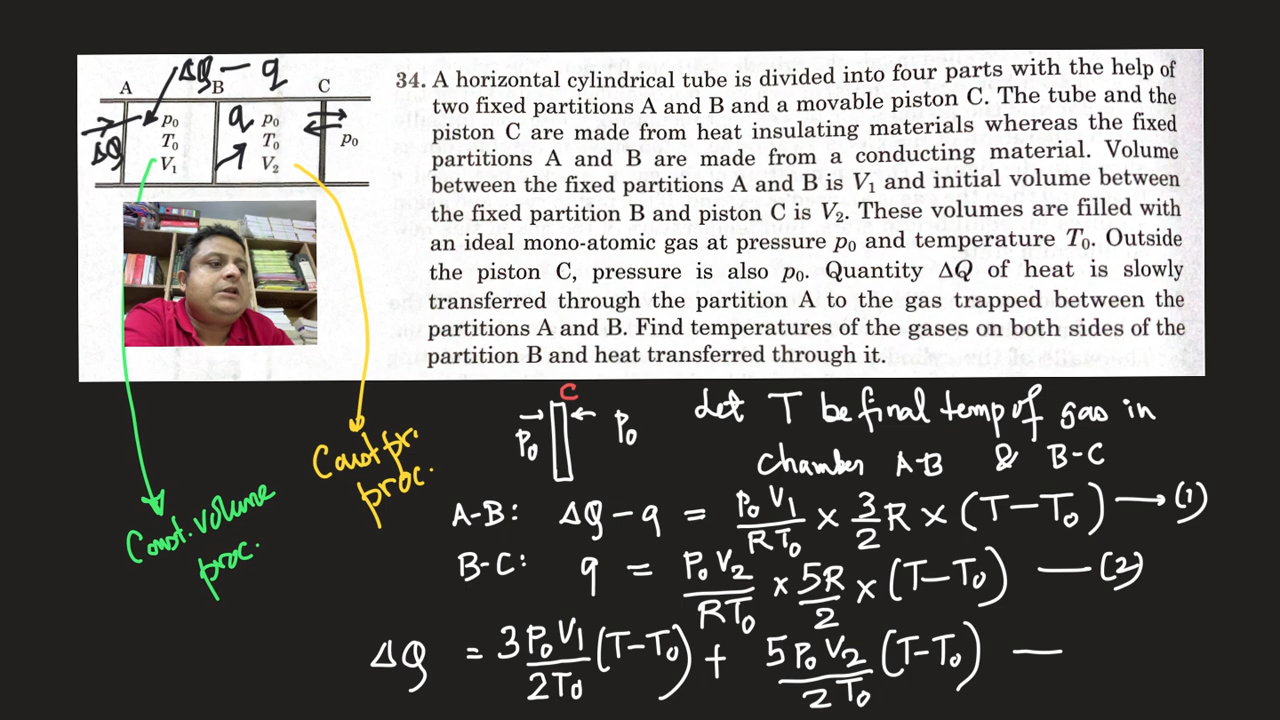 ΔQ - q
A B C
p₀ q p₀ p₀
ΔQ T₀ T₀
V₁ V₂
34. A horizontal cylindrical tube is divided into four parts with the help of
two fixed partitions A and B and a movable piston C. The tube and the
piston C are made from heat insulating materials whereas the fixed
partitions A and B are made from a conducting material. Volume
between the fixed partitions A and B is V₁ and initial volume between
the fixed partition B and piston C is V₂. These volumes are filled with
an ideal mono-atomic gas at pressure p₀ and temperature T₀. Outside
the piston C, pressure is also p₀. Quantity ΔQ of heat is slowly
transferred through the partition A to the gas trapped between the
partitions A and B. Find temperatures of the gases on both sides of the
partition B and heat transferred through it.
C
P₀ P₀
Let T be final temp of gas in
chamber A-B & B-C
Const pr.
proc.
Const. volume
proc.
A-B: ΔQ - q = P₀V₁/RT₀ × 3/2 R × (T - T₀) → (1)
B-C: q = P₀V₂/RT₀ × 5R/2 × (T - T₀) — (2)
ΔQ = 3P₀V₁/2T₀ (T - T₀) + 5P₀V₂/2T₀ (T - T₀) —